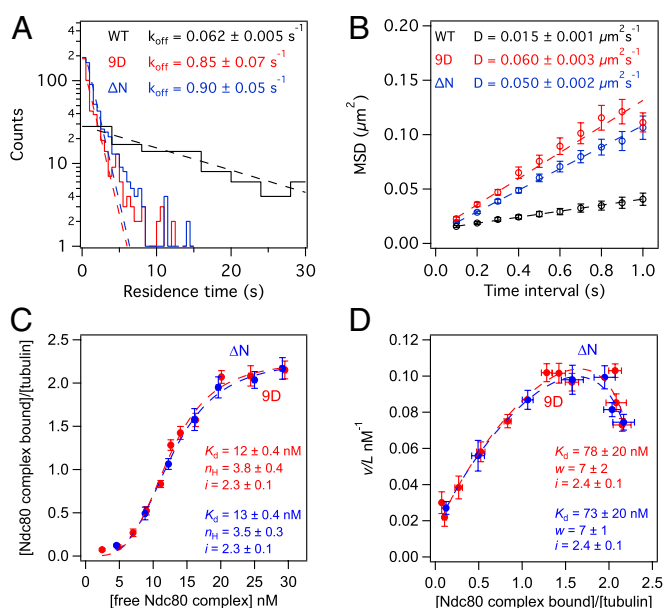 A
WT k_off = 0.062 ± 0.005 s⁻¹
9D k_off = 0.85 ± 0.07 s⁻¹
ΔN k_off = 0.90 ± 0.05 s⁻¹
Counts
4
2
100
4
2
10
4
2
1
0 10 20 30
Residence time (s)
B
WT D = 0.015 ± 0.001 μm²s⁻¹
9D D = 0.060 ± 0.003 μm²s⁻¹
ΔN D = 0.050 ± 0.002 μm²s⁻¹
MSD (μm²)
0.20
0.15
0.10
0.05
0.00
0.0 0.2 0.4 0.6 0.8 1.0
Time interval (s)
C
[Ndc80 complex bound]/[tubulin]
2.5
2.0
1.5
1.0
0.5
0.0
ΔN
9D
K_d = 12 ± 0.4 nM
n_H = 3.8 ± 0.4
i = 2.3 ± 0.1
K_d = 13 ± 0.4 nM
n_H = 3.5 ± 0.3
i = 2.3 ± 0.1
0 5 10 15 20 25 30
[free Ndc80 complex] nM
D
v/L nM⁻¹
0.12
0.10
0.08
0.06
0.04
0.02
0.00
ΔN
9D
K_d = 78 ± 20 nM
w = 7 ± 2
i = 2.4 ± 0.1
K_d = 73 ± 20 nM
w = 7 ± 1
i = 2.4 ± 0.1
0.0 0.5 1.0 1.5 2.0 2.5
[Ndc80 complex bound]/[tubulin]